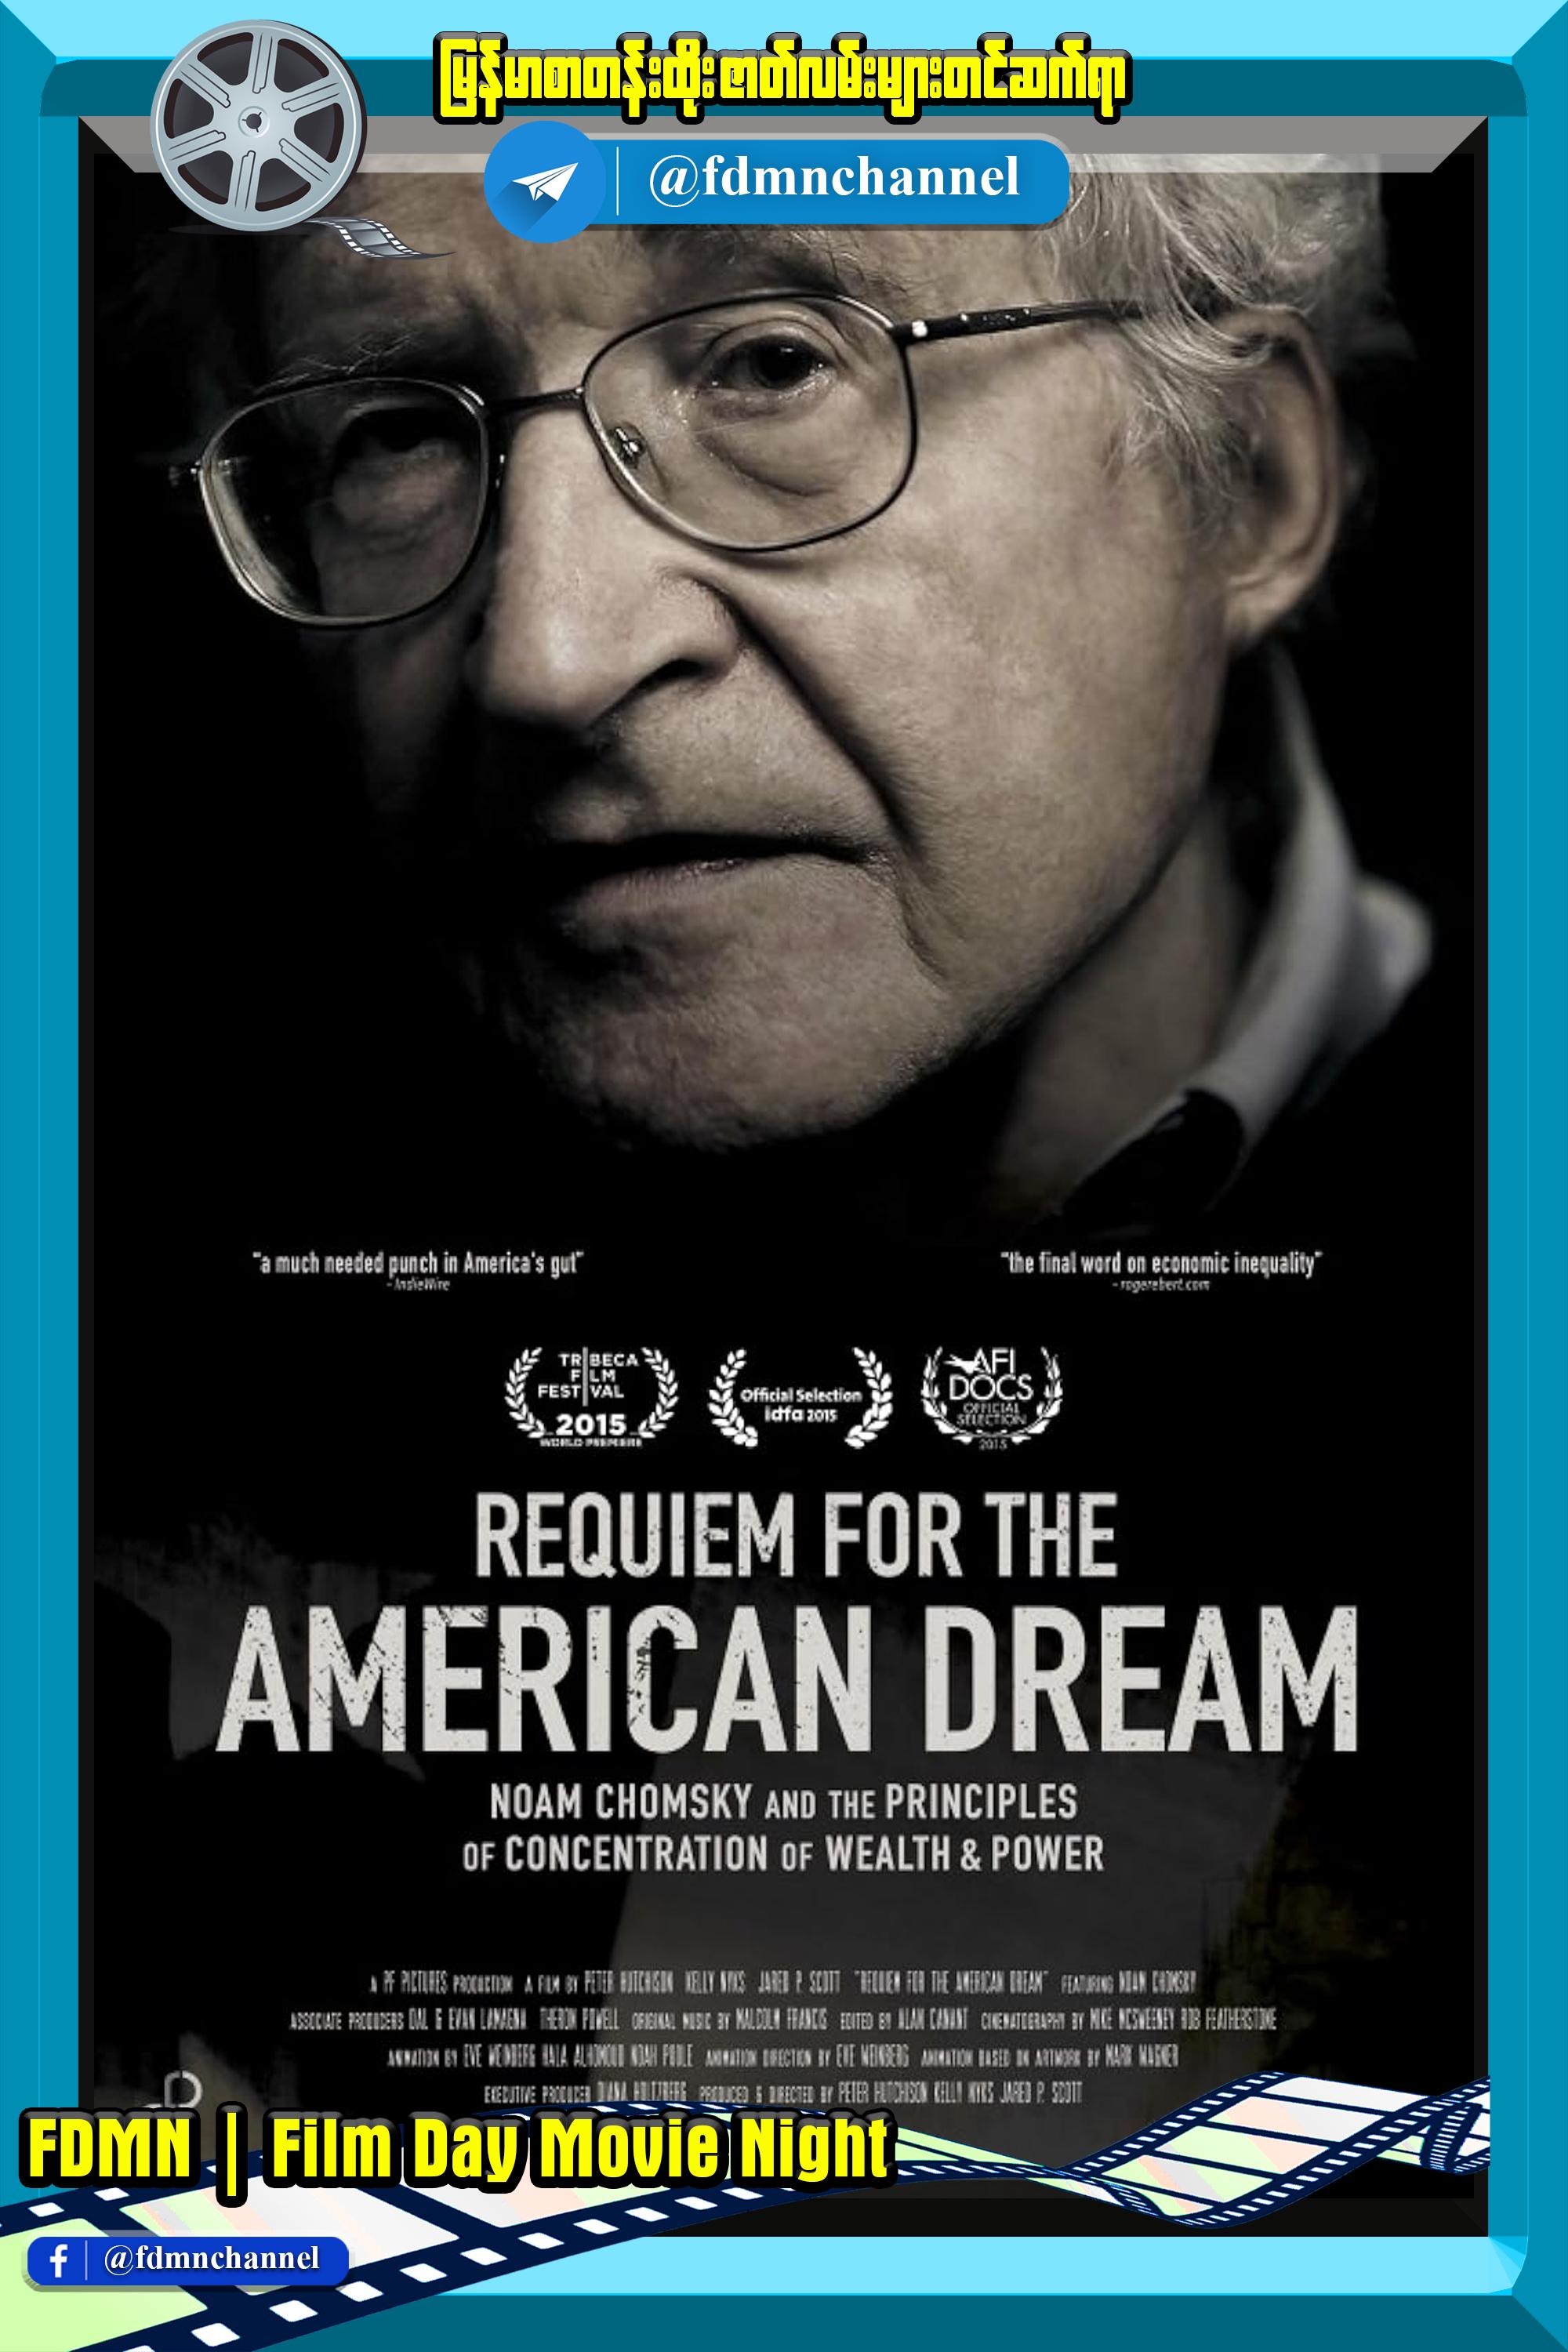 မြန်မာစာတန်းထိုး ဇာတ်လမ်းများတင်ဆက်ရာ
@fdmnchannel
"a much needed punch in America's gut"
- IndieWire
"the final word on economic inequality"
- rogerebert.com
TRIBECA
FILM
FESTIVAL
2015
WORLD PREMIERE
Official Selection
idfa 2015
AFI
DOCS
OFFICIAL
SELECTION
2015
REQUIEM FOR THE
AMERICAN DREAM
NOAM CHOMSKY AND THE PRINCIPLES
OF CONCENTRATION OF WEALTH & POWER
A PF PICTURES PRODUCTION A FILM BY PETER HUTCHISON KELLY NYKS JARED P. SCOTT "REQUIEM FOR THE AMERICAN DREAM" FEATURING NOAM CHOMSKY
ASSOCIATE PRODUCERS DAL & EVAN LAMAGNA THERON POWELL ORIGINAL MUSIC BY MALCOLM FRANCIS EDITED BY ALAN CANANT CINEMATOGRAPHY BY MIKE MCSWEENEY ROB FEATHERSTONE
ANIMATION BY EVE WEINBERG HALA ALHOMOUD NOAH POOLE ANIMATION DIRECTION BY EVE WEINBERG ANIMATION BASED ON ARTWORK BY MARK WAGNER
EXECUTIVE PRODUCER DIANA HOLTZBERG PRODUCED & DIRECTED BY PETER HUTCHISON KELLY NYKS JARED P. SCOTT
FDMN | Film Day Movie Night
@fdmnchannel